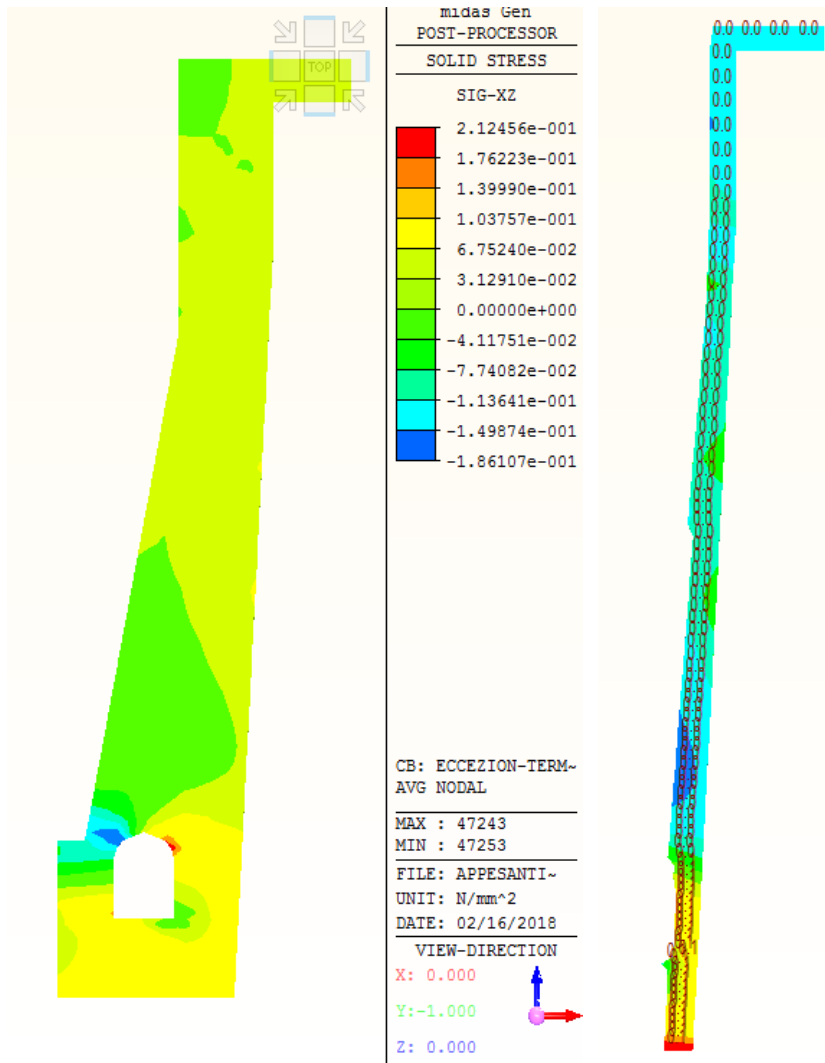 TOP
midas Gen
POST-PROCESSOR
SOLID STRESS
SIG-XZ
2.12456e-001
1.76223e-001
1.39990e-001
1.03757e-001
6.75240e-002
3.12910e-002
0.00000e+000
-4.11751e-002
-7.74082e-002
-1.13641e-001
-1.49874e-001
-1.86107e-001
CB: ECCEZION-TERM~
AVG NODAL
MAX : 47243
MIN : 47253
FILE: APPESANTI~
UNIT: N/mm^2
DATE: 02/16/2018
VIEW-DIRECTION
X: 0.000
Y:-1.000
Z: 0.000
0.0 0.0 0.0 0.0
0.0
0.0
0.0
0.0
0.0
0.0